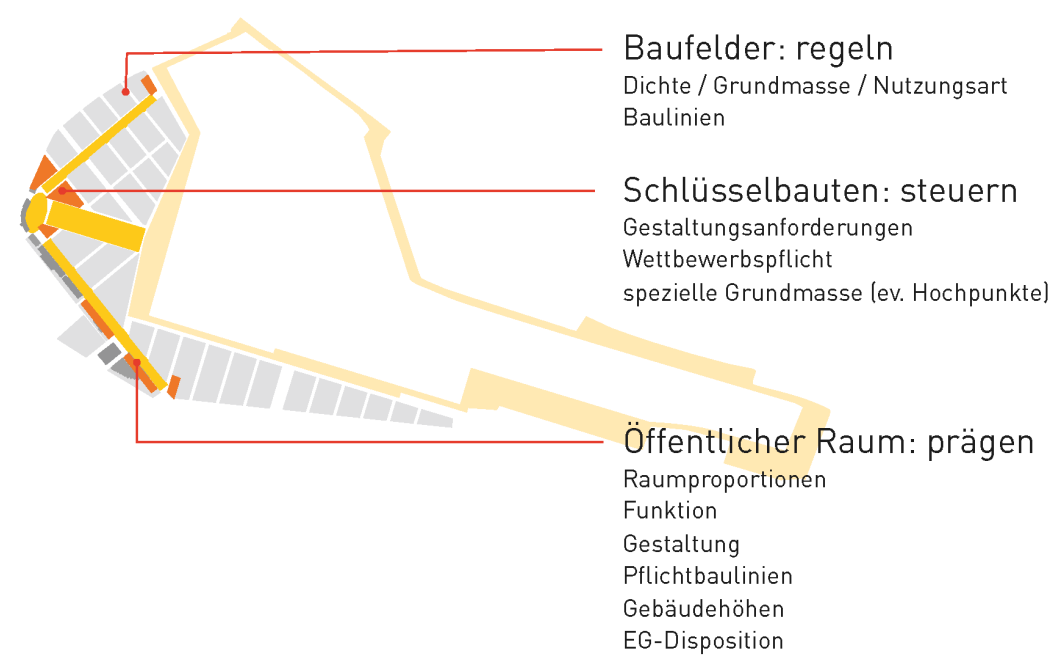 Baufelder: regeln
Dichte / Grundmasse / Nutzungsart
Baulinien
Schlüsselbauten: steuern
Gestaltungsanforderungen
Wettbewerbspflicht
spezielle Grundmasse (ev. Hochpunkte)
Öffentlicher Raum: prägen
Raumproportionen
Funktion
Gestaltung
Pflichtbaulinien
Gebäudehöhen
EG-Disposition